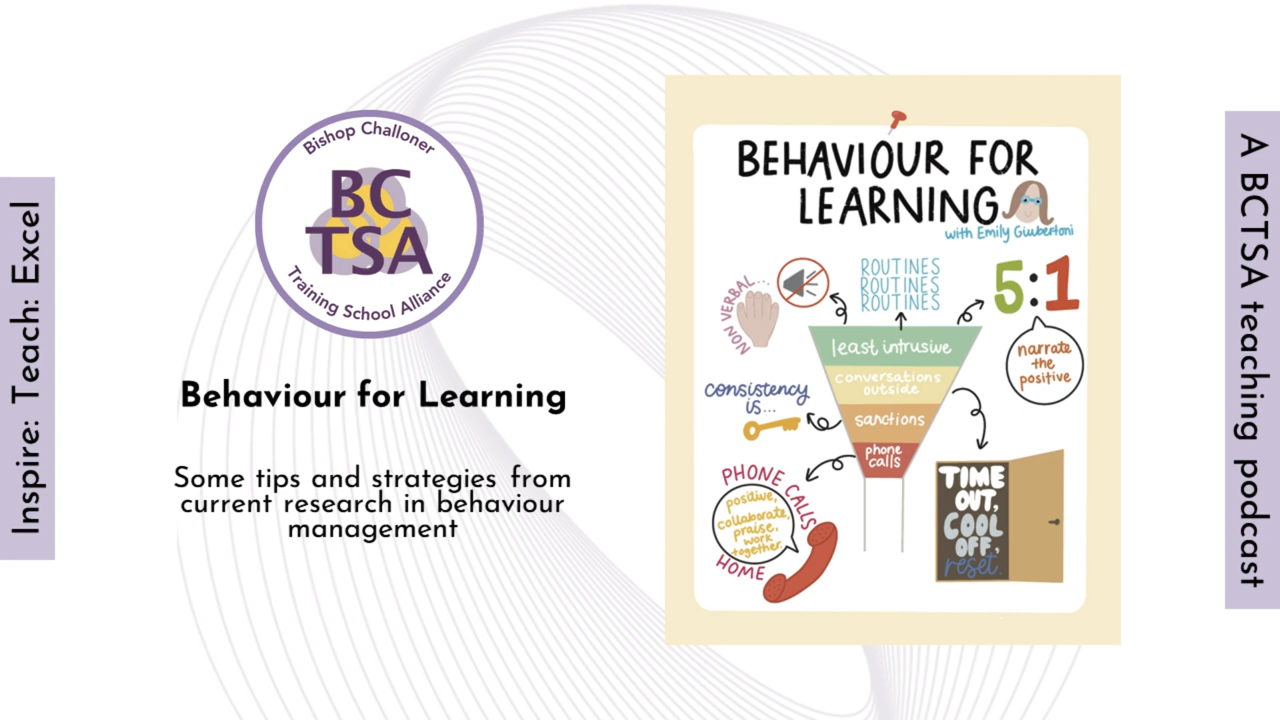 Inspire: Teach: Excel
Bishop Challoner
BC
TSA
Training School Alliance
Behaviour for Learning
Some tips and strategies from
current research in behaviour
management
BEHAVIOUR FOR
LEARNING
with Emily Giubertoni
NON VERBAL...
ROUTINES
ROUTINES
ROUTINES
5:1
narrate
the
positive
least intrusive
conversations
outside
sanctions
phone
calls
consistency
is...
PHONE CALLS
HOME
positive,
collaborate,
praise,
work
together.
TIME
OUT,
COOL
OFF,
reset.
A BCTSA teaching podcast